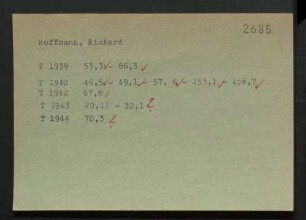 2685
Hoffmann, Richard
T 1939 53,3 - 86,3
T 1940 46,5 - 49,1 - 57, 6 - 153,1 - 156,7
T 1942 67,8
T 1943 29,11 - 32,1 ?
T 1944 70,3 ?